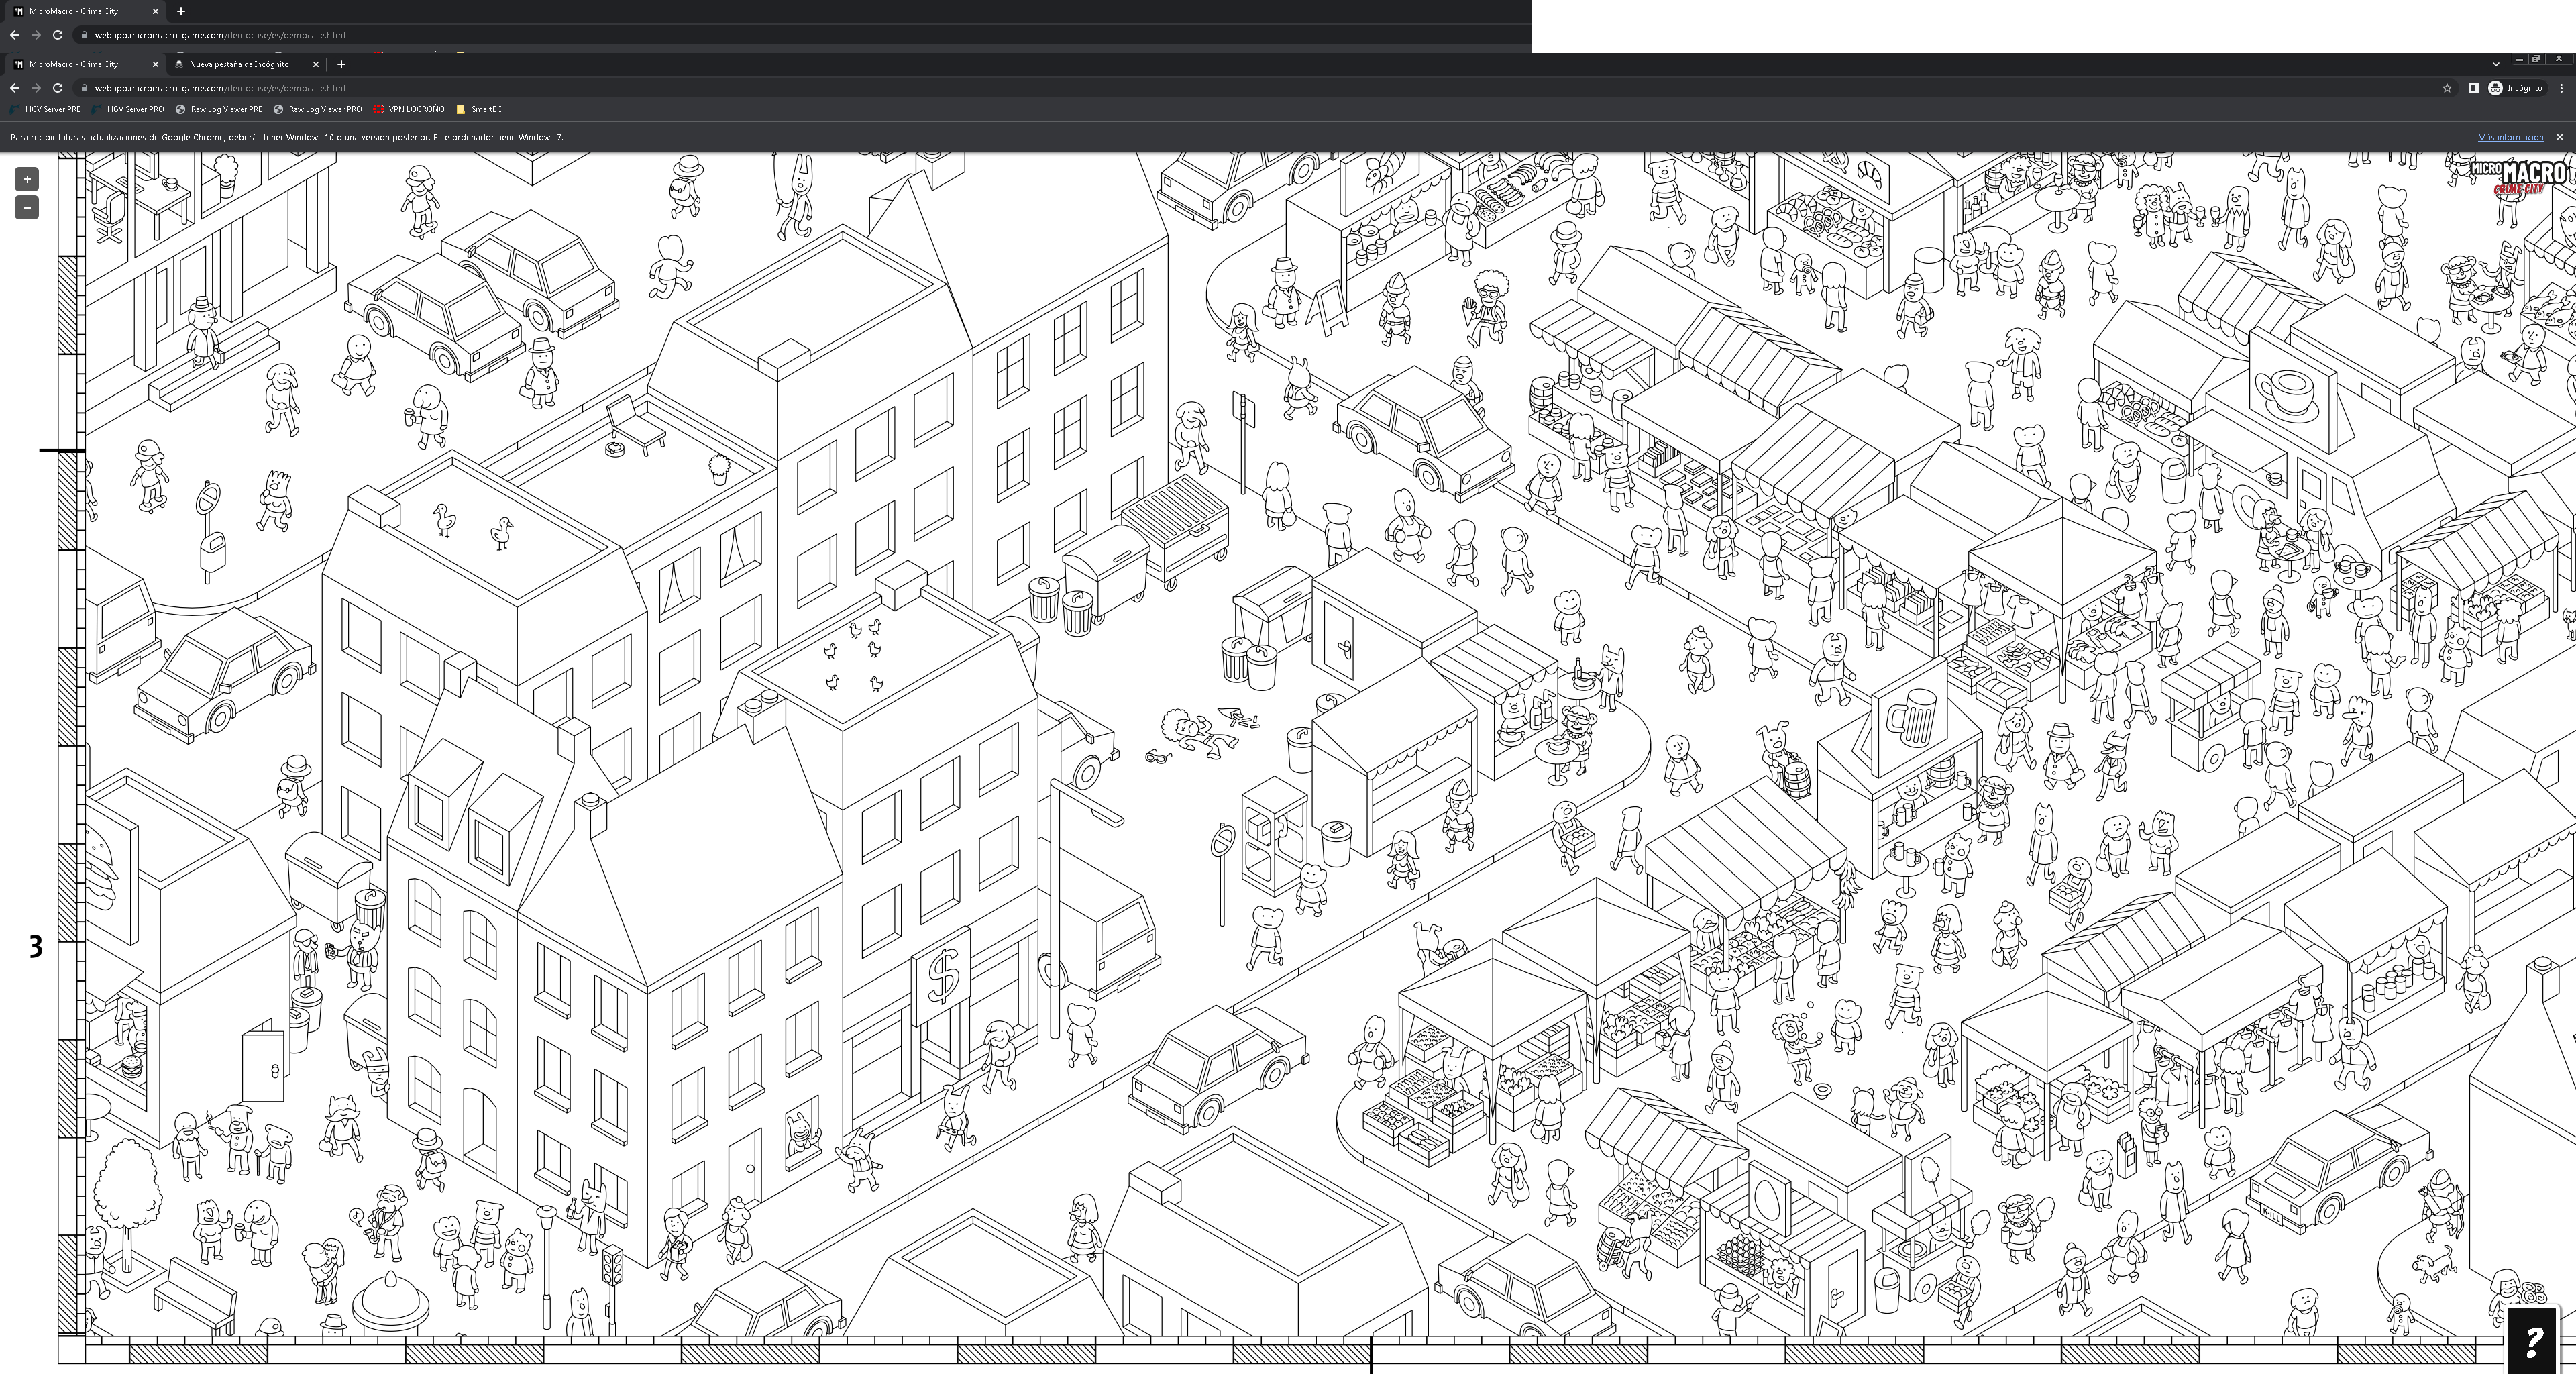 MicroMacro - Crime City
webapp.micromacro-game.com/democase/es/democase.html
MicroMacro - Crime City
Nueva pestaña de Incógnito
webapp.micromacro-game.com/democase/es/democase.html
Incógnito
HGV Server PRE
HGV Server PRO
Raw Log Viewer PRE
Raw Log Viewer PRO
VPN LOGROÑO
SmartBO
Para recibir futuras actualizaciones de Google Chrome, deberás tener Windows 10 o una versión posterior. Este ordenador tiene Windows 7.
Más información
+
-
MICRO MACRO
CRIME CITY
3
$
K-ILL
?